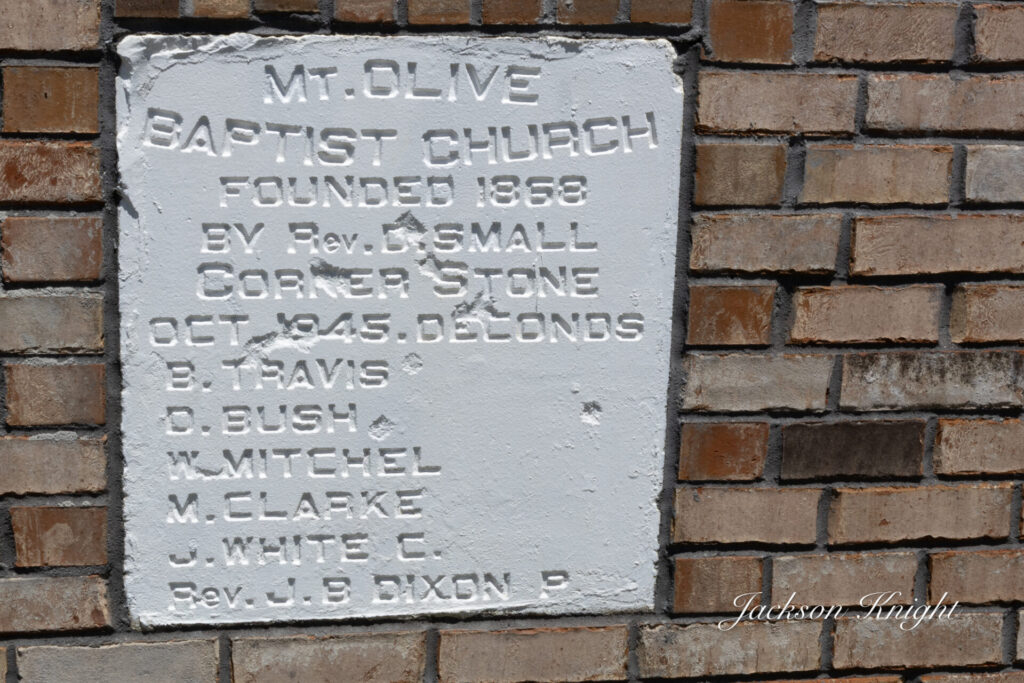 MT. OLIVE
BAPTIST CHURCH
FOUNDED 1868
BY REV. D. SMALL
CORNER STONE
OCT 1945. DECONDS
B. TRAVIS
D. BUSH
W. MITCHEL
M. CLARKE
J. WHITE C.
REV. J. B DIXON P
Jackson Knight